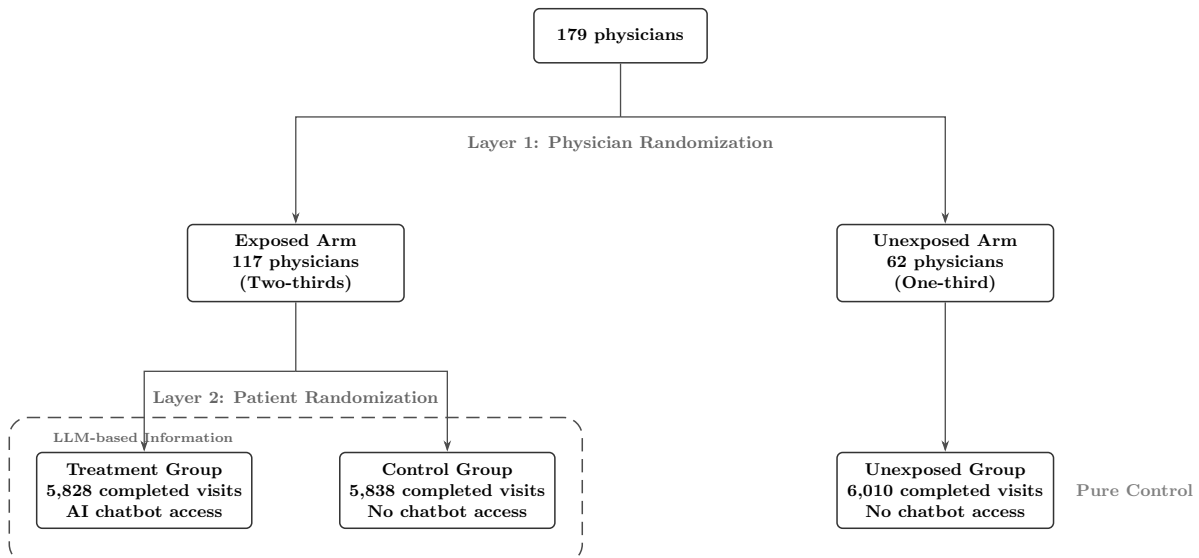 179 physicians
Layer 1: Physician Randomization
Exposed Arm
117 physicians
(Two-thirds)
Unexposed Arm
62 physicians
(One-third)
Layer 2: Patient Randomization
LLM-based Information
Treatment Group
5,828 completed visits
AI chatbot access
Control Group
5,838 completed visits
No chatbot access
Unexposed Group
6,010 completed visits
No chatbot access
Pure Control